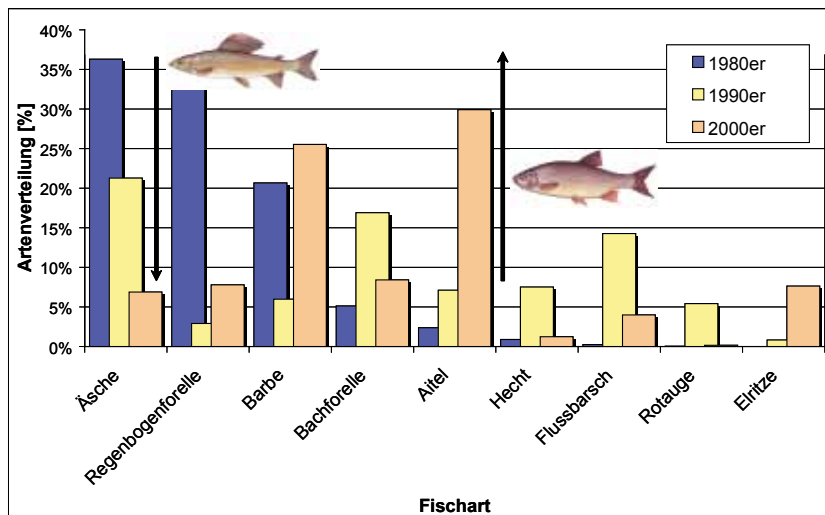 40%
35%
30%
25%
20%
15%
10%
5%
0%
Artenverteilung [%]
1980er
1990er
2000er
Äsche
Regenbogenforelle
Barbe
Bachforelle
Aitel
Hecht
Flussbarsch
Rotauge
Elritze
Fischart